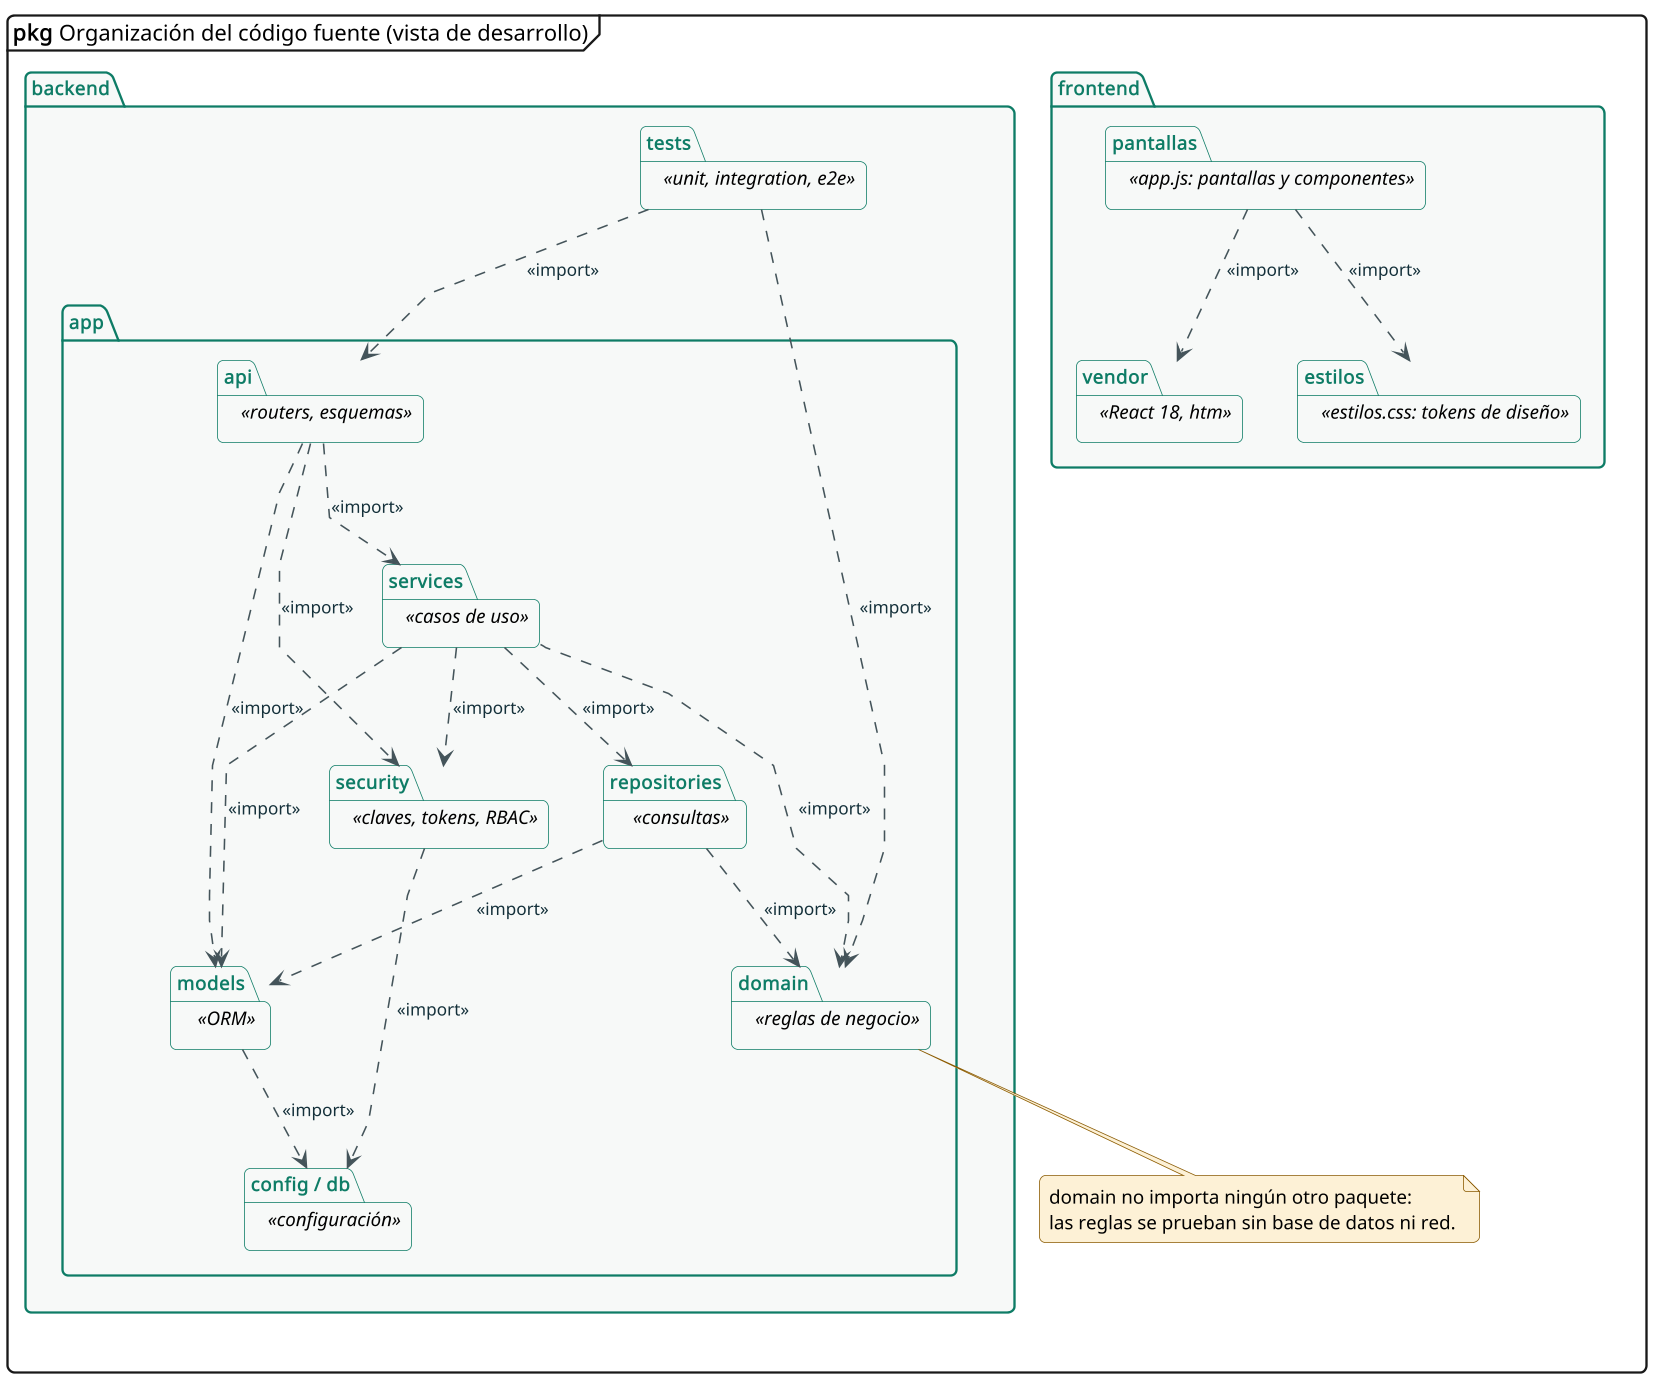 pkg Organización del código fuente (vista de desarrollo)
backend
frontend
tests
«unit, integration, e2e»
pantallas
«app.js: pantallas y componentes»
«import»
«import»
«import»
app
api
«routers, esquemas»
vendor
«React 18, htm»
estilos
«estilos.css: tokens de diseño»
«import»
services
«casos de uso»
«import»
«import»
«import»
«import»
«import»
security
«claves, tokens, RBAC»
repositories
«consultas»
«import»
«import»
«import»
«import»
models
«ORM»
domain
«reglas de negocio»
«import»
«import»
config / db
«configuración»
domain no importa ningún otro paquete:
las reglas se prueban sin base de datos ni red.